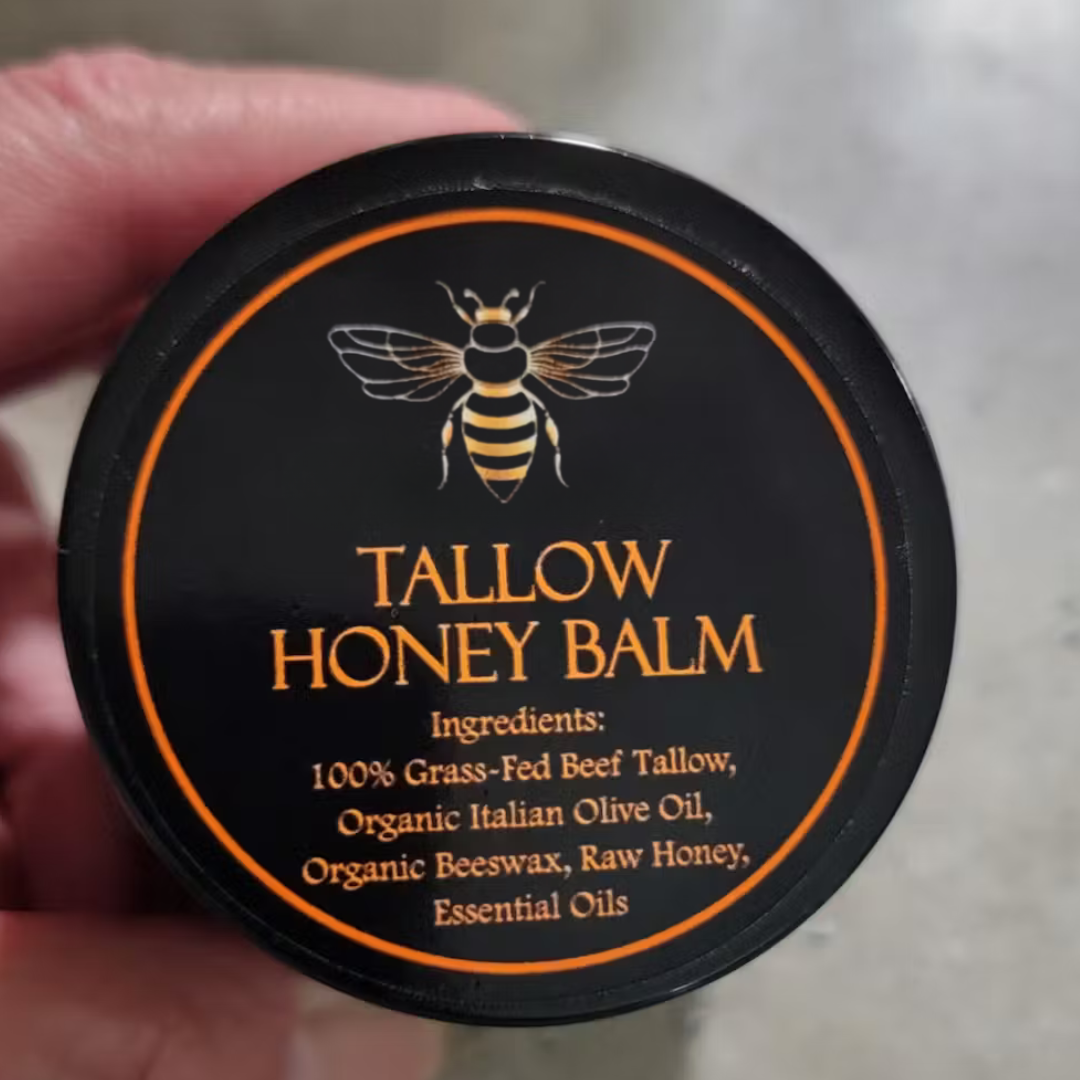 TALLOW
HONEY BALM
Ingredients:
100% Grass-Fed Beef Tallow,
Organic Italian Olive Oil,
Organic Beeswax, Raw Honey,
Essential Oils